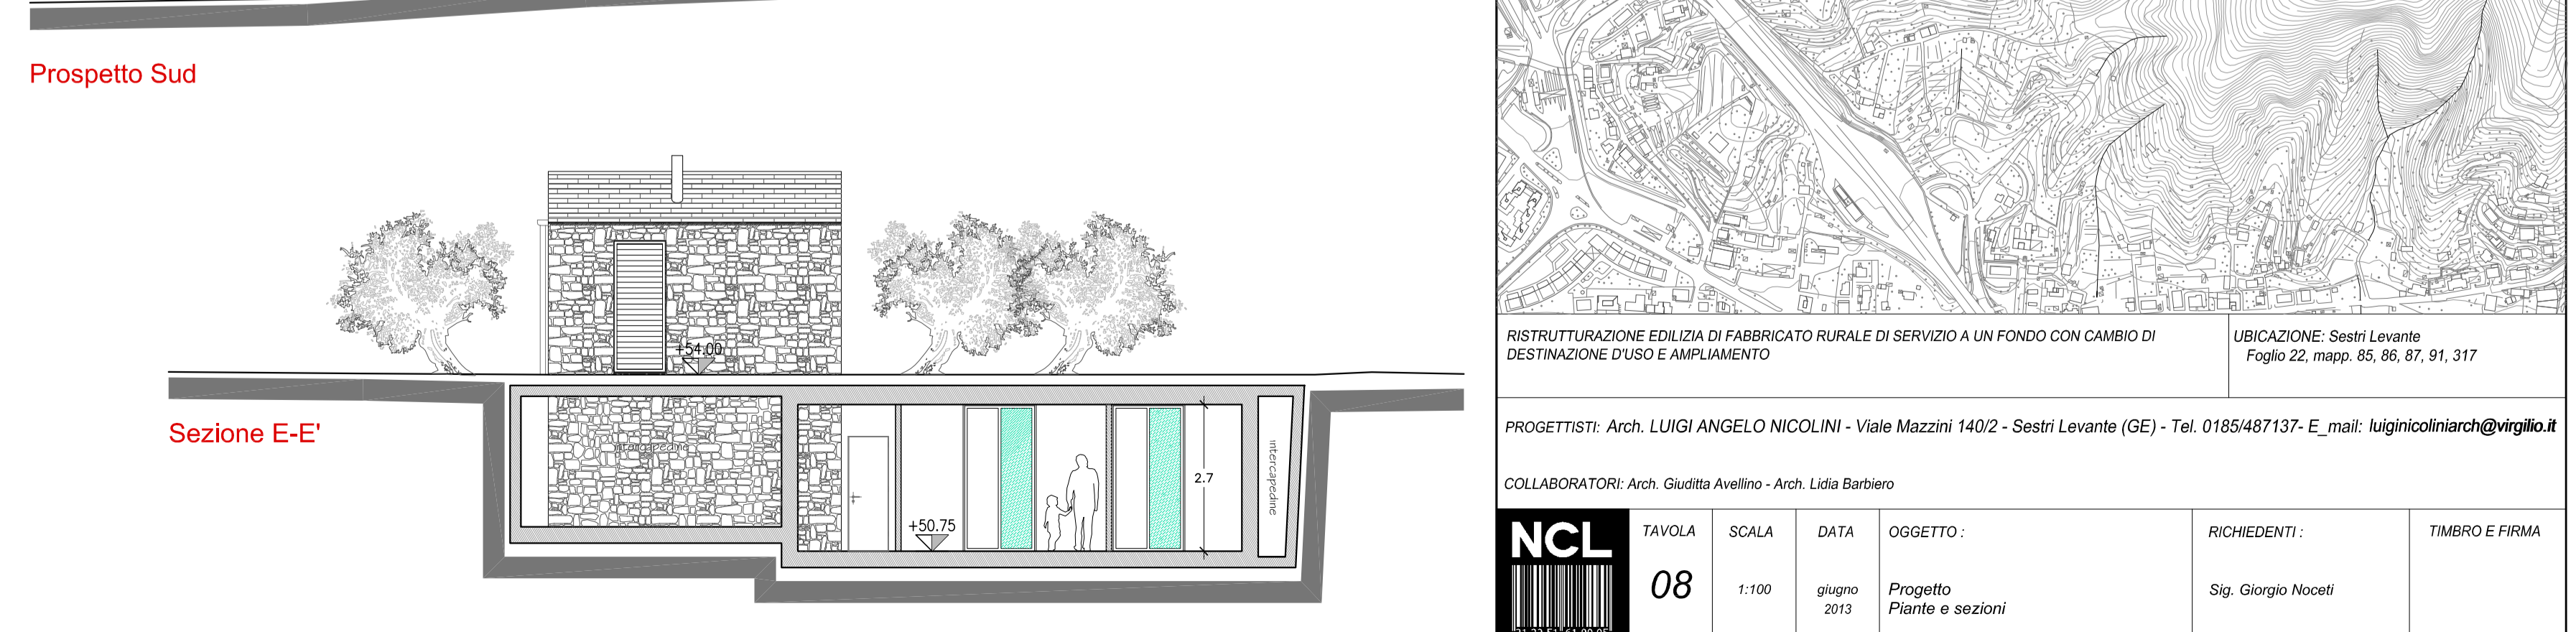 Prospetto Sud
+54.00
Sezione E-E'
intercapedine
+50.75
2.7
intercapedine
RISTRUTTURAZIONE EDILIZIA DI FABBRICATO RURALE DI SERVIZIO A UN FONDO CON CAMBIO DI
DESTINAZIONE D'USO E AMPLIAMENTO
UBICAZIONE: Sestri Levante
Foglio 22, mapp. 85, 86, 87, 91, 317
PROGETTISTI: Arch. LUIGI ANGELO NICOLINI - Viale Mazzini 140/2 - Sestri Levante (GE) - Tel. 0185/487137- E_mail: luiginicoliniarch@virgilio.it
COLLABORATORI: Arch. Giuditta Avellino - Arch. Lidia Barbiero
NCL
TAVOLA
08
SCALA
1:100
DATA
giugno
2013
OGGETTO :
Progetto
Piante e sezioni
RICHIEDENTI :
Sig. Giorgio Noceti
TIMBRO E FIRMA